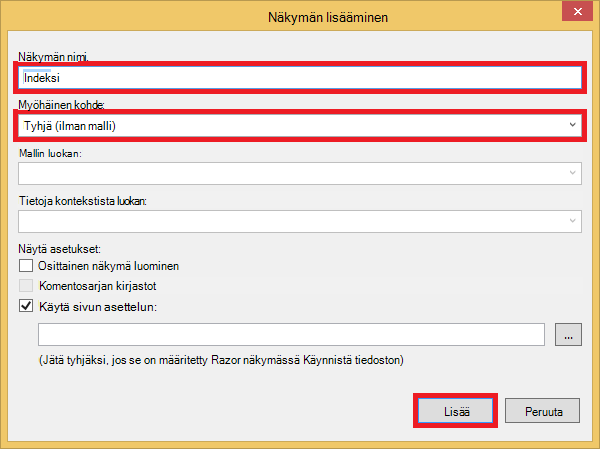 Näkymän lisääminen
Näkymän nimi.
Indeksi
Myöhäinen kohde:
Tyhjä (ilman malli)
Mallin luokan:
Tietoja kontekstista luokan:
Näytä asetukset:
Osittainen näkymä luominen
Komentosarjan kirjastot
Käytä sivun asettelun:
...
(Jätä tyhjäksi, jos se on määritetty Razor näkymässä Käynnistä tiedoston)
Lisää
Peruuta